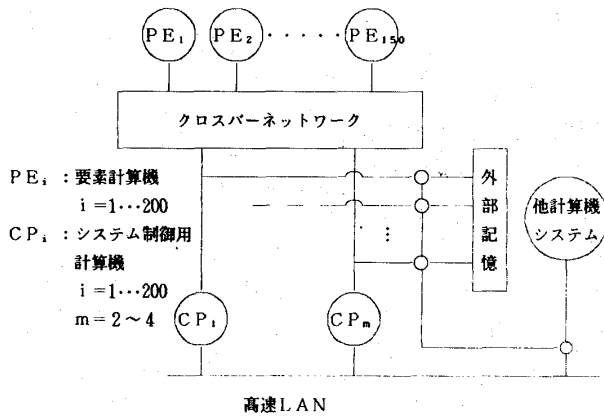 PE₁ PE₂ ・・・・・ PE₁₅₀
クロスバーネットワーク
PEᵢ：要素計算機
i＝1…200
CPᵢ：システム制御用
計算機
i＝1…200
m＝2～4
CP₁
CPₘ
⋮
外部記憶
他計算機
システム
高速LAN